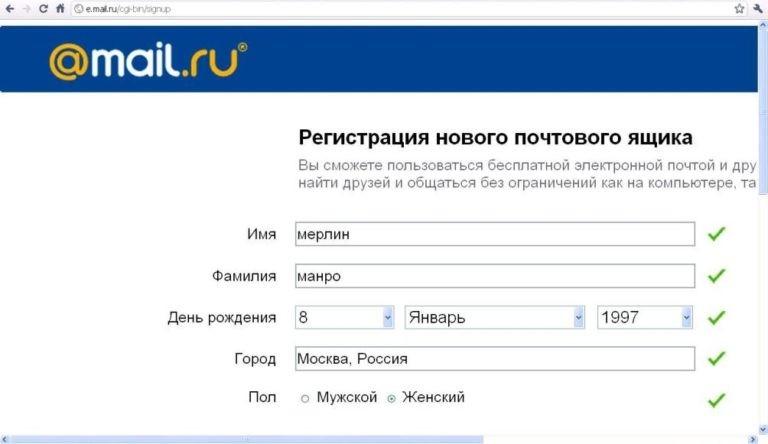 e.mail.ru/cgi-bin/signup
@mail.ru®
Регистрация нового почтового ящика
Вы сможете пользоваться бесплатной электронной почтой и дру
найти друзей и общаться без ограничений как на компьютере, та
Имя мерлин
Фамилия манро
День рождения 8 Январь 1997
Город Москва, Россия
Пол Мужской Женский